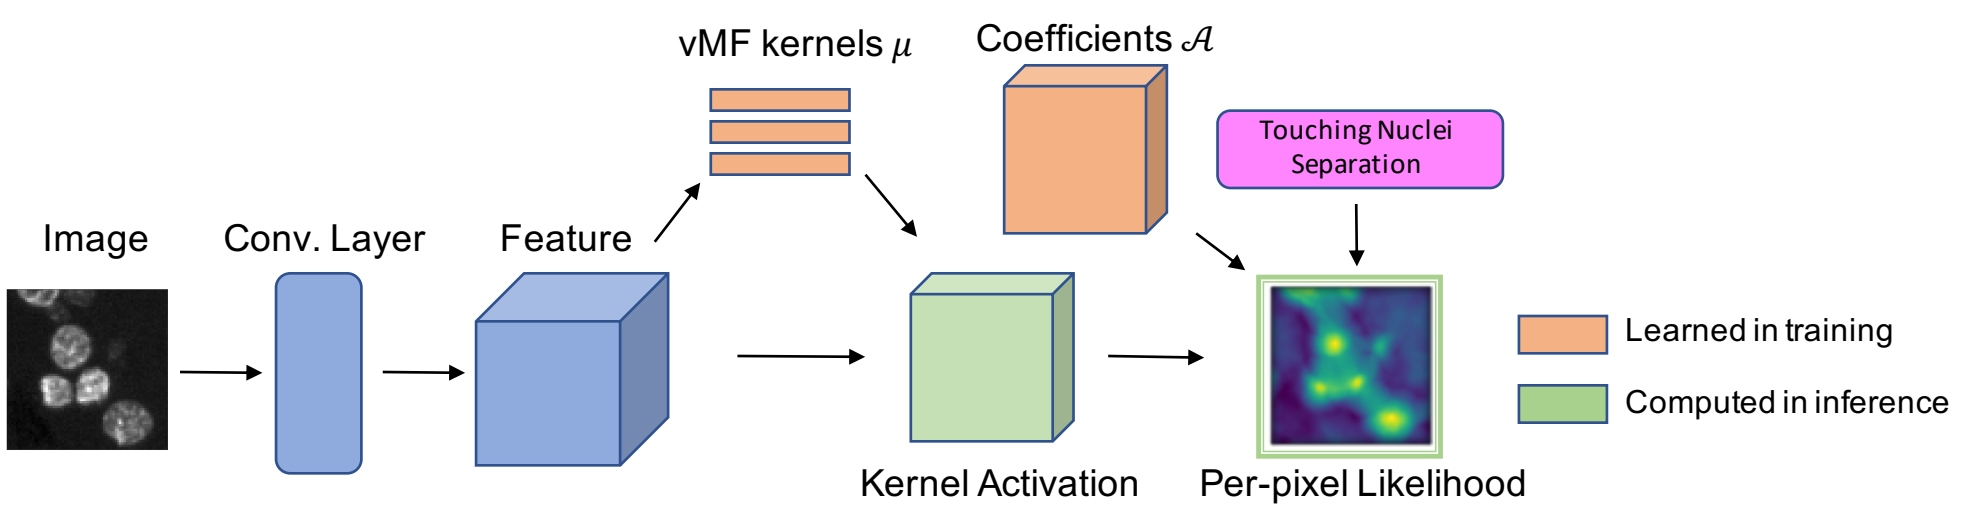 vMF kernels μ
Coefficients 𝒜
Touching Nuclei
Separation
Image
Conv. Layer
Feature
Learned in training
Computed in inference
Kernel Activation
Per-pixel Likelihood